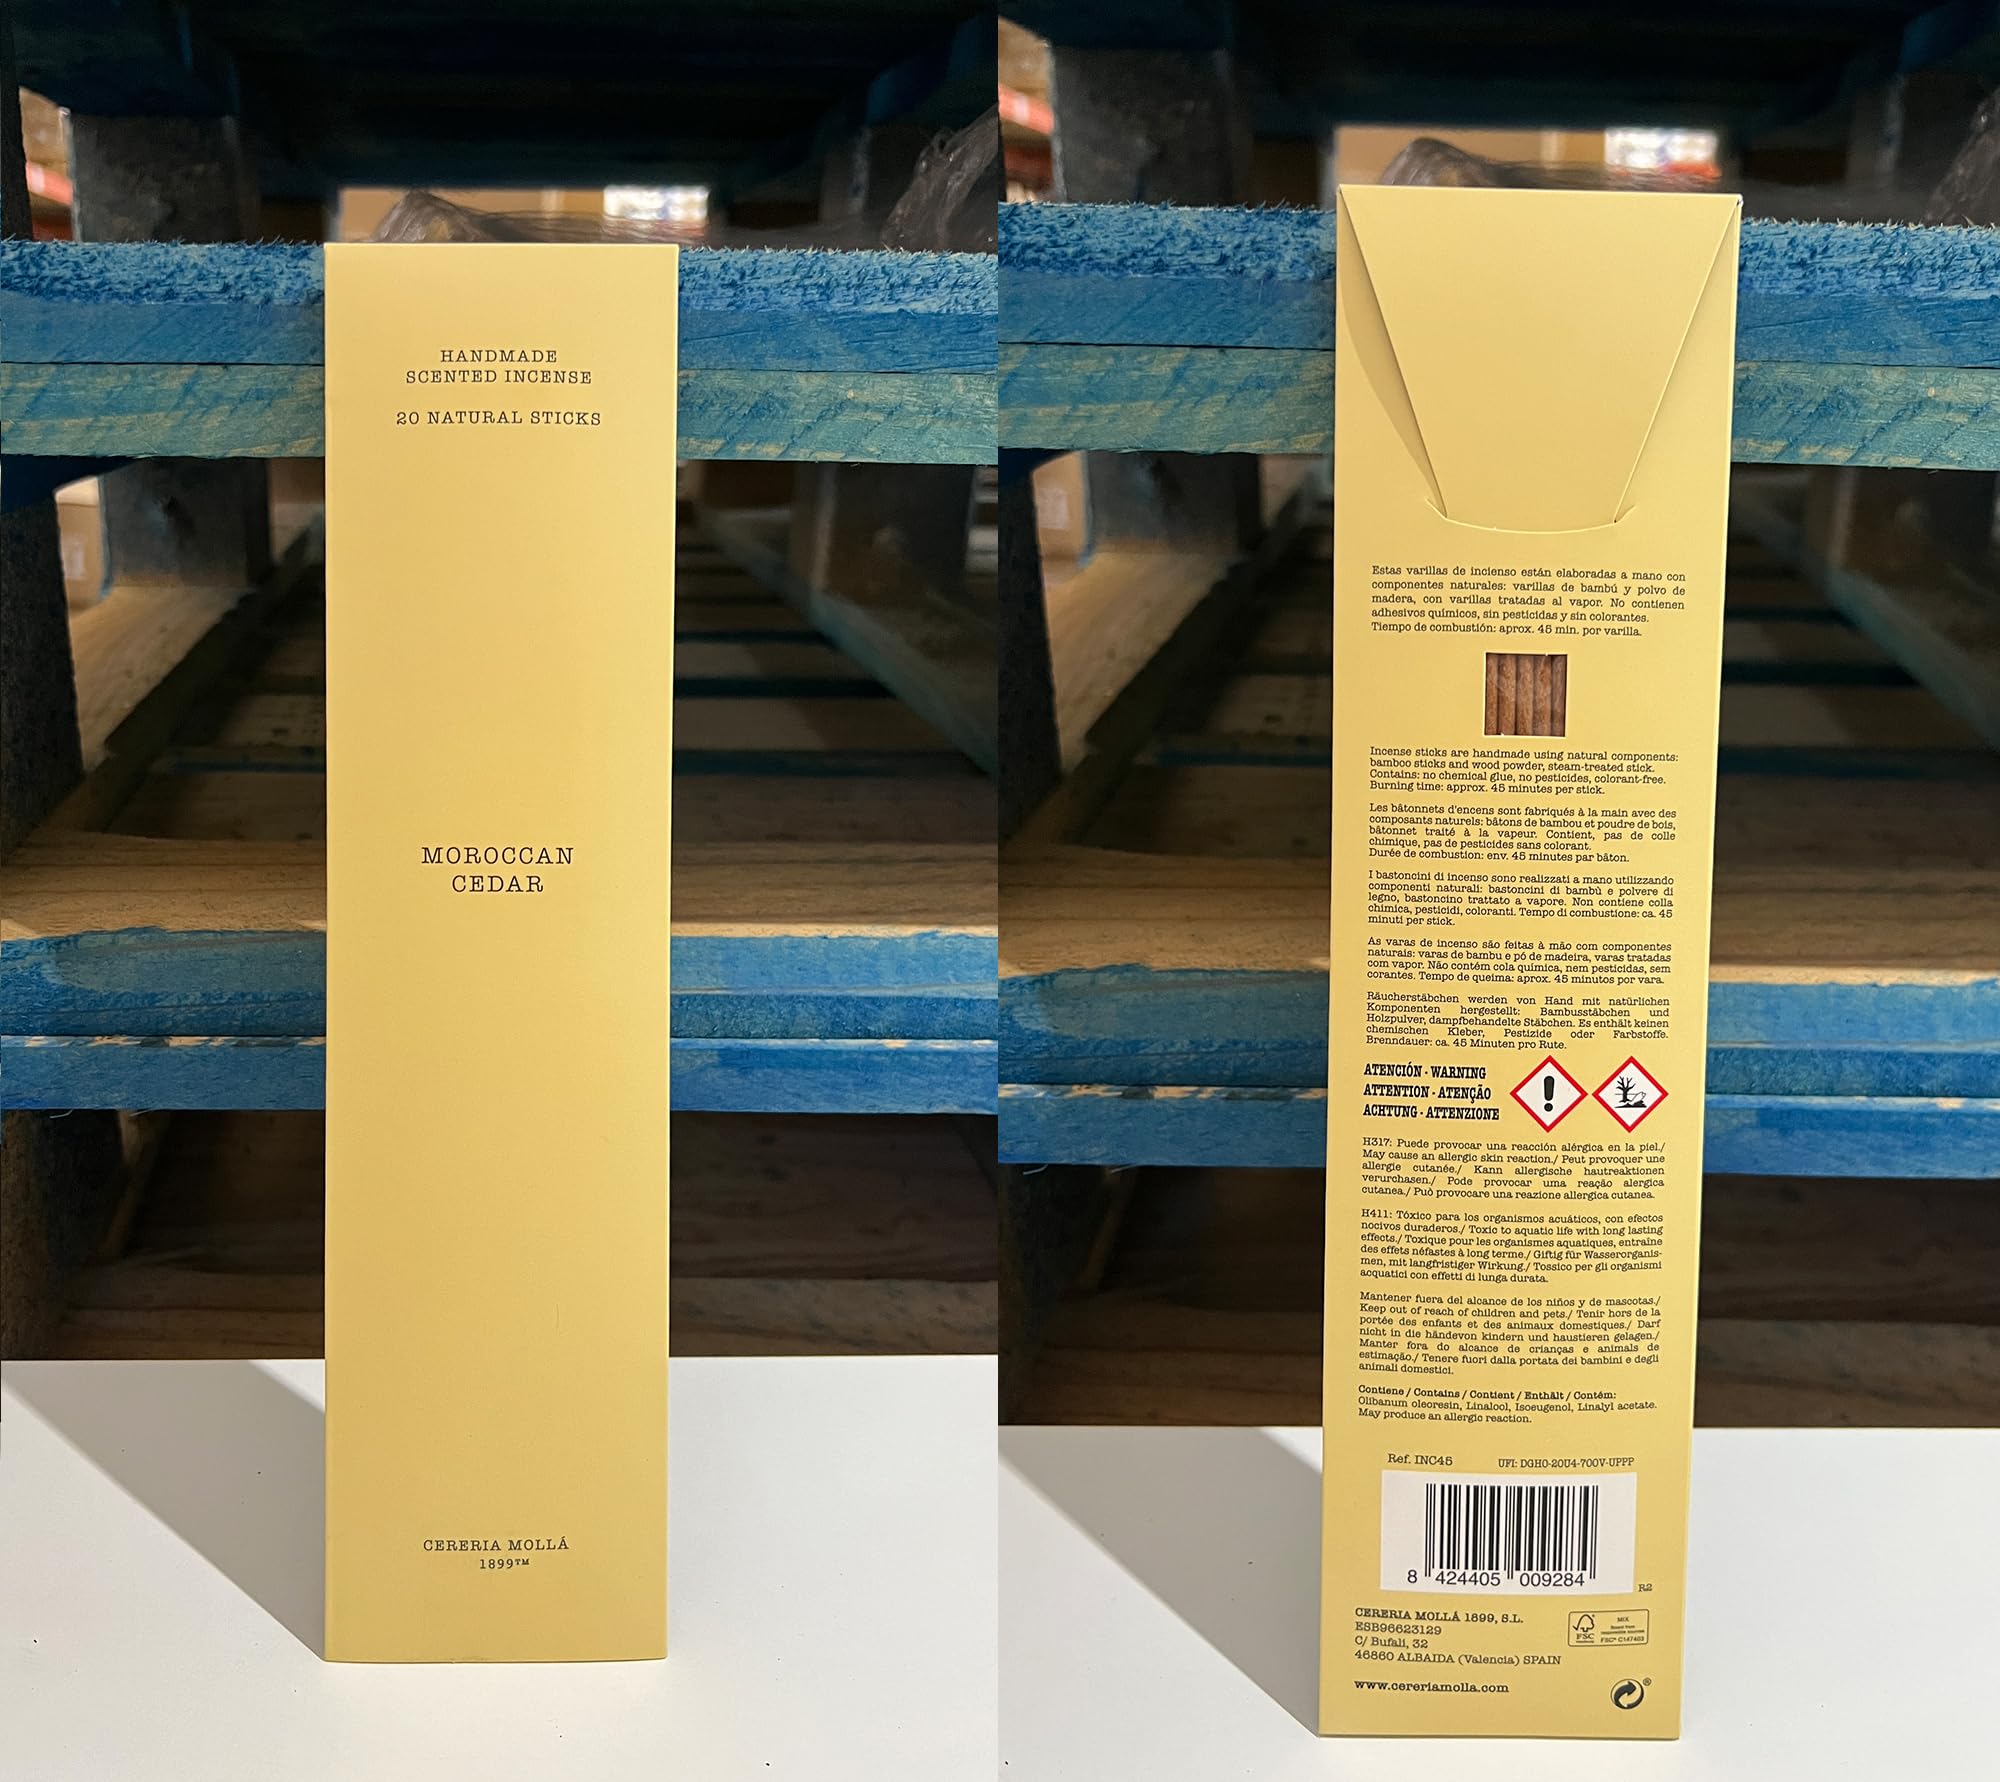 HANDMADE
SCENTED INCENSE
20 NATURAL STICKS
MOROCCAN
CEDAR
CERERIA MOLLÁ
1899™
Estas varillas de incienso están elaboradas a mano con
componentes naturales: varillas de bambú y polvo de
madera, con varillas tratadas al vapor. No contienen
adhesivos químicos, sin pesticidas y sin colorantes.
Tiempo de combustión: aprox. 45 min. por varilla.
Incense sticks are handmade using natural components:
bamboo sticks and wood powder, steam-treated stick.
Contains: no chemical glue, no pesticides, colorant-free.
Burning time: approx. 45 minutes per stick.
Les bâtonnets d'encens sont fabriqués à la main avec des
composants naturels: bâtons de bambou et poudre de bois,
bâtonnet traité à la vapeur. Contient, pas de colle
chimique, pas de pesticides sans colorant.
Durée de combustion: env. 45 minutes par bâton.
I bastoncini di incenso sono realizzati a mano utilizzando
componenti naturali: bastoncini di bambù e polvere di
legno, bastoncino trattato a vapore. Non contiene colla
chimica, pesticidi, coloranti. Tempo di combustione: ca. 45
minuti per stick.
As varas de incenso são feitas à mão com componentes
naturais: varas de bambu e pó de madeira, varas tratadas
com vapor. Não contém cola química, nem pesticidas, sem
corantes. Tempo de queima: aprox. 45 minutos por vara.
Räucherstäbchen werden von Hand mit natürlichen
Komponenten hergestellt: Bambusstäbchen und
Holzpulver, dampfbehandelte Stäbchen. Es enthält keinen
chemischen Kleber, Pestizide oder Farbstoffe.
Brenndauer: ca. 45 Minuten pro Rute.
ATENCIÓN - WARNING
ATTENTION - ATENÇÃO
ACHTUNG - ATTENZIONE
H317: Puede provocar una reacción alérgica en la piel./
May cause an allergic skin reaction./ Peut provoquer une
allergie cutanée./ Kann allergische hautreaktionen
verurchasen./ Pode provocar uma reação alergica
cutanea./ Può provocare una reazione allergica cutanea.
H411: Tóxico para los organismos acuáticos, con efectos
nocivos duraderos./ Toxic to aquatic life with long lasting
effects./ Toxique pour les organismes aquatiques, entraîne
des effets néfastes à long terme./ Giftig für Wasserorganis-
men, mit langfristiger Wirkung./ Tossico per gli organismi
acquatici con effetti di lunga durata.
Mantener fuera del alcance de los niños y de mascotas./
Keep out of reach of children and pets./ Tenir hors de la
portée des enfants et des animaux domestiques./ Darf
nicht in die händevon kindern und haustieren gelagen./
Manter fora do alcance de crianças e animais de
estimação./ Tenere fuori dalla portata dei bambini e degli
animali domestici.
Contiene / Contains / Contient / Enthält / Contém:
Olibanum oleoresin, Linalool, Isoeugenol, Linalyl acetate.
May produce an allergic reaction.
Ref. INC45 UFI: DGH0-20U4-700V-UPPP
8 424405 009284
R2
CERERIA MOLLÁ 1899, S.L.
ESB96623129
C/ Bufalí, 32
46860 ALBAIDA (Valencia) SPAIN
www.cereriamolla.com
FSC
MIX
Board from
responsible sources
FSC® C147403
®